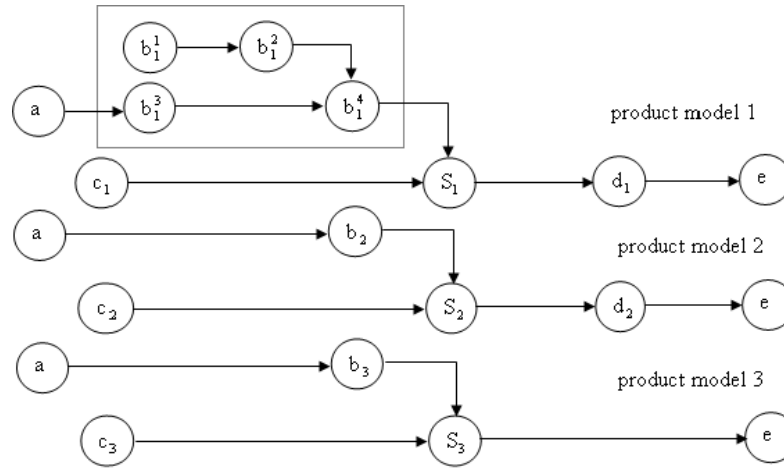 b₁¹ b₁²
a b₁³ b₁⁴
product model 1
c₁ S₁ d₁ e
a b₂
product model 2
c₂ S₂ d₂ e
a b₃
product model 3
c₃ S₃ e